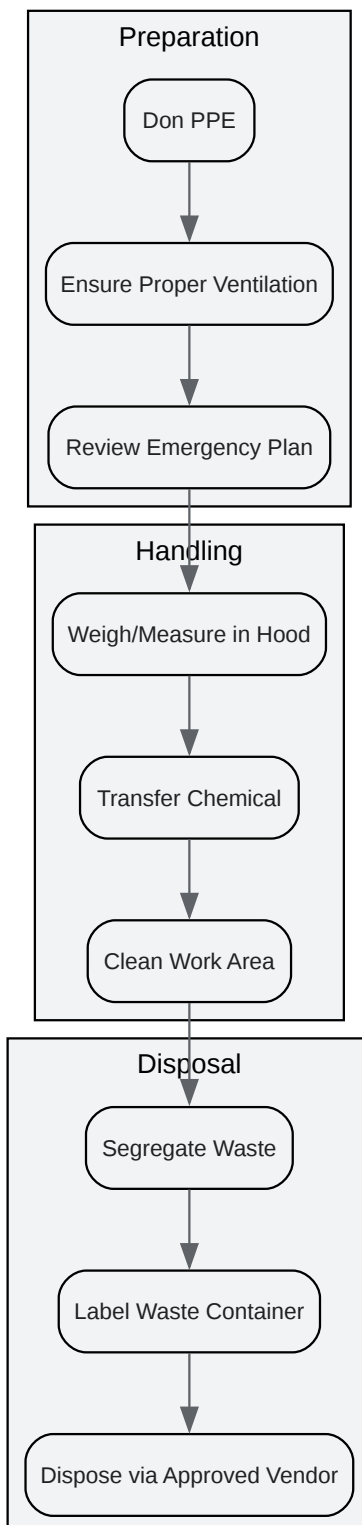 Preparation
Don PPE
Ensure Proper Ventilation
Review Emergency Plan
Handling
Weigh/Measure in Hood
Transfer Chemical
Clean Work Area
Disposal
Segregate Waste
Label Waste Container
Dispose via Approved Vendor